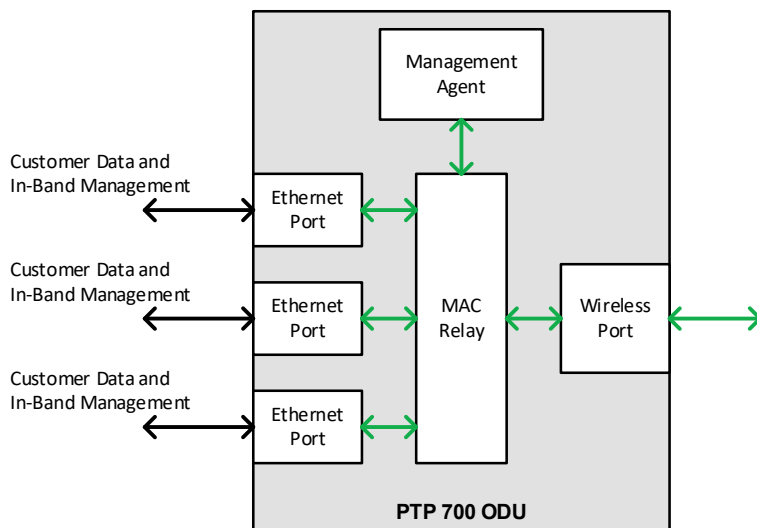 Management
Agent
Customer Data and
In-Band Management
Ethernet
Port
Customer Data and
In-Band Management
Ethernet
Port
MAC
Relay
Wireless
Port
Customer Data and
In-Band Management
Ethernet
Port
PTP 700 ODU